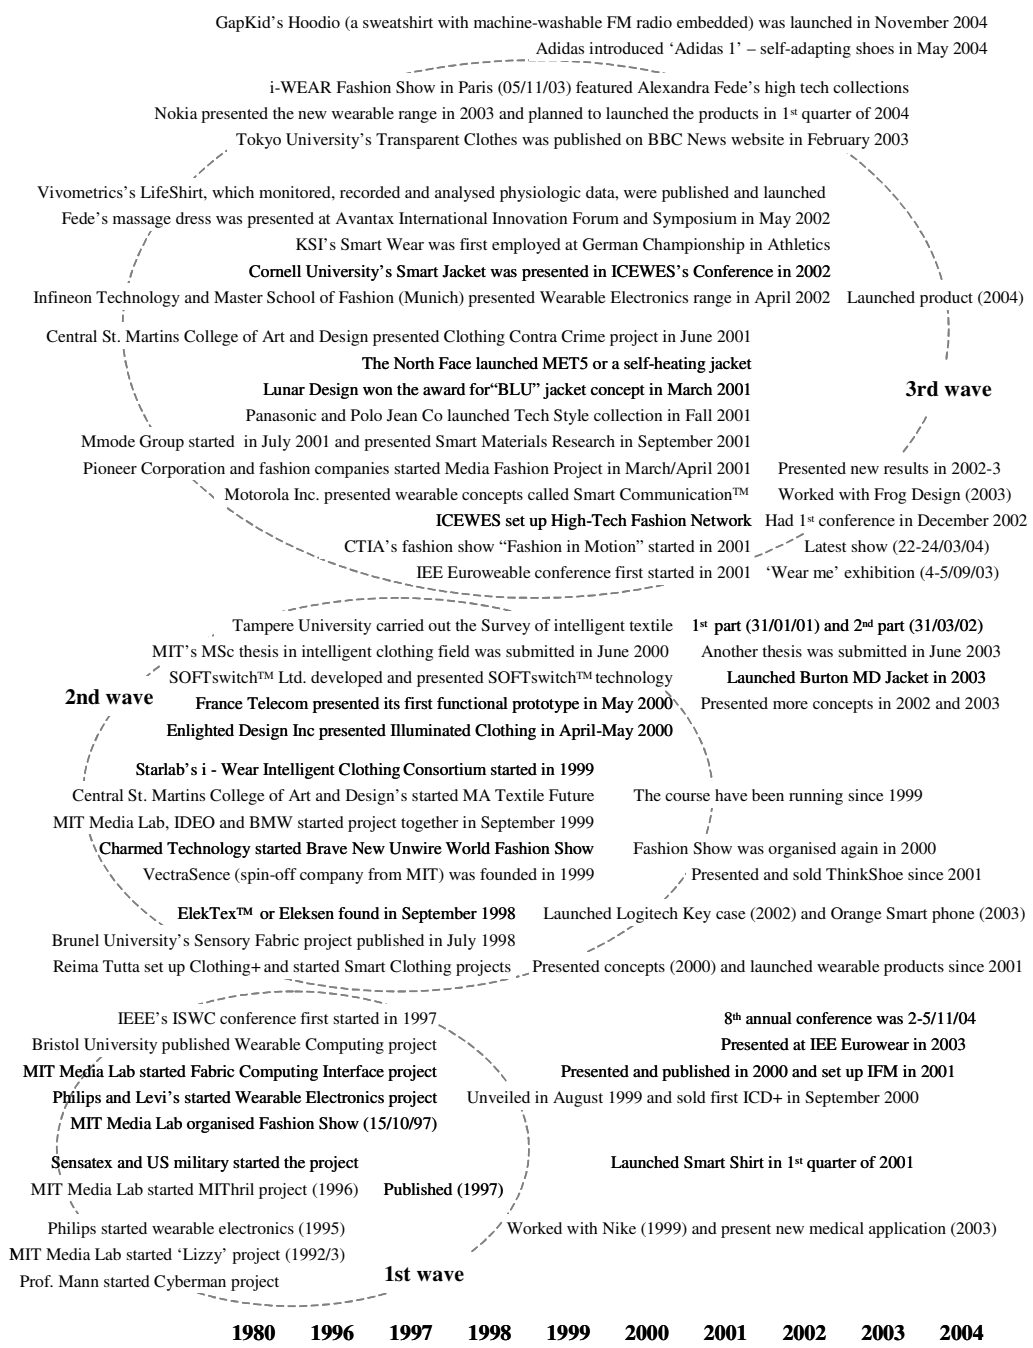 GapKid's Hoodio (a sweatshirt with machine-washable FM radio embedded) was launched in November 2004
Adidas introduced 'Adidas 1' – self-adapting shoes in May 2004
i-WEAR Fashion Show in Paris (05/11/03) featured Alexandra Fede's high tech collections
Nokia presented the new wearable range in 2003 and planned to launched the products in 1st quarter of 2004
Tokyo University's Transparent Clothes was published on BBC News website in February 2003
Vivometrics's LifeShirt, which monitored, recorded and analysed physiologic data, were published and launched
Fede's massage dress was presented at Avantax International Innovation Forum and Symposium in May 2002
KSI's Smart Wear was first employed at German Championship in Athletics
Cornell University's Smart Jacket was presented in ICEWES's Conference in 2002
Infineon Technology and Master School of Fashion (Munich) presented Wearable Electronics range in April 2002 Launched product (2004)
Central St. Martins College of Art and Design presented Clothing Contra Crime project in June 2001
The North Face launched MET5 or a self-heating jacket
Lunar Design won the award for“BLU” jacket concept in March 2001
3rd wave
Panasonic and Polo Jean Co launched Tech Style collection in Fall 2001
Mmode Group started in July 2001 and presented Smart Materials Research in September 2001
Pioneer Corporation and fashion companies started Media Fashion Project in March/April 2001 Presented new results in 2002-3
Motorola Inc. presented wearable concepts called Smart Communication™ Worked with Frog Design (2003)
ICEWES set up High-Tech Fashion Network Had 1st conference in December 2002
CTIA's fashion show “Fashion in Motion” started in 2001 Latest show (22-24/03/04)
IEE Euroweable conference first started in 2001 'Wear me' exhibition (4-5/09/03)
Tampere University carried out the Survey of intelligent textile 1st part (31/01/01) and 2nd part (31/03/02)
MIT's MSc thesis in intelligent clothing field was submitted in June 2000 Another thesis was submitted in June 2003
SOFTswitch™ Ltd. developed and presented SOFTswitch™ technology Launched Burton MD Jacket in 2003
2nd wave
France Telecom presented its first functional prototype in May 2000 Presented more concepts in 2002 and 2003
Enlighted Design Inc presented Illuminated Clothing in April-May 2000
Starlab's i - Wear Intelligent Clothing Consortium started in 1999
Central St. Martins College of Art and Design's started MA Textile Future The course have been running since 1999
MIT Media Lab, IDEO and BMW started project together in September 1999
Charmed Technology started Brave New Unwire World Fashion Show Fashion Show was organised again in 2000
VectraSence (spin-off company from MIT) was founded in 1999 Presented and sold ThinkShoe since 2001
ElekTex™ or Eleksen found in September 1998 Launched Logitech Key case (2002) and Orange Smart phone (2003)
Brunel University's Sensory Fabric project published in July 1998
Reima Tutta set up Clothing+ and started Smart Clothing projects Presented concepts (2000) and launched wearable products since 2001
IEEE's ISWC conference first started in 1997 8th annual conference was 2-5/11/04
Bristol University published Wearable Computing project Presented at IEE Eurowear in 2003
MIT Media Lab started Fabric Computing Interface project Presented and published in 2000 and set up IFM in 2001
Philips and Levi's started Wearable Electronics project Unveiled in August 1999 and sold first ICD+ in September 2000
MIT Media Lab organised Fashion Show (15/10/97)
Sensatex and US military started the project Launched Smart Shirt in 1st quarter of 2001
MIT Media Lab started MIThril project (1996) Published (1997)
Philips started wearable electronics (1995) Worked with Nike (1999) and present new medical application (2003)
MIT Media Lab started 'Lizzy' project (1992/3)
1st wave
Prof. Mann started Cyberman project
1980 1996 1997 1998 1999 2000 2001 2002 2003 2004